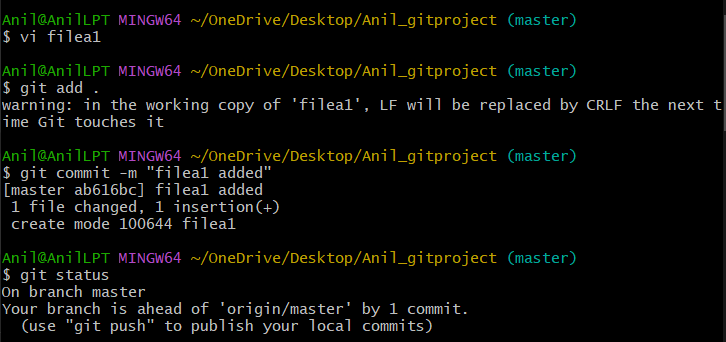 Anil@AnilLPT MINGW64 ~/OneDrive/Desktop/Anil_gitproject (master)
$ vi filea1
Anil@AnilLPT MINGW64 ~/OneDrive/Desktop/Anil_gitproject (master)
$ git add .
warning: in the working copy of 'filea1', LF will be replaced by CRLF the next t
ime Git touches it
Anil@AnilLPT MINGW64 ~/OneDrive/Desktop/Anil_gitproject (master)
$ git commit -m "filea1 added"
[master ab616bc] filea1 added
 1 file changed, 1 insertion(+)
 create mode 100644 filea1
Anil@AnilLPT MINGW64 ~/OneDrive/Desktop/Anil_gitproject (master)
$ git status
On branch master
Your branch is ahead of 'origin/master' by 1 commit.
  (use "git push" to publish your local commits)